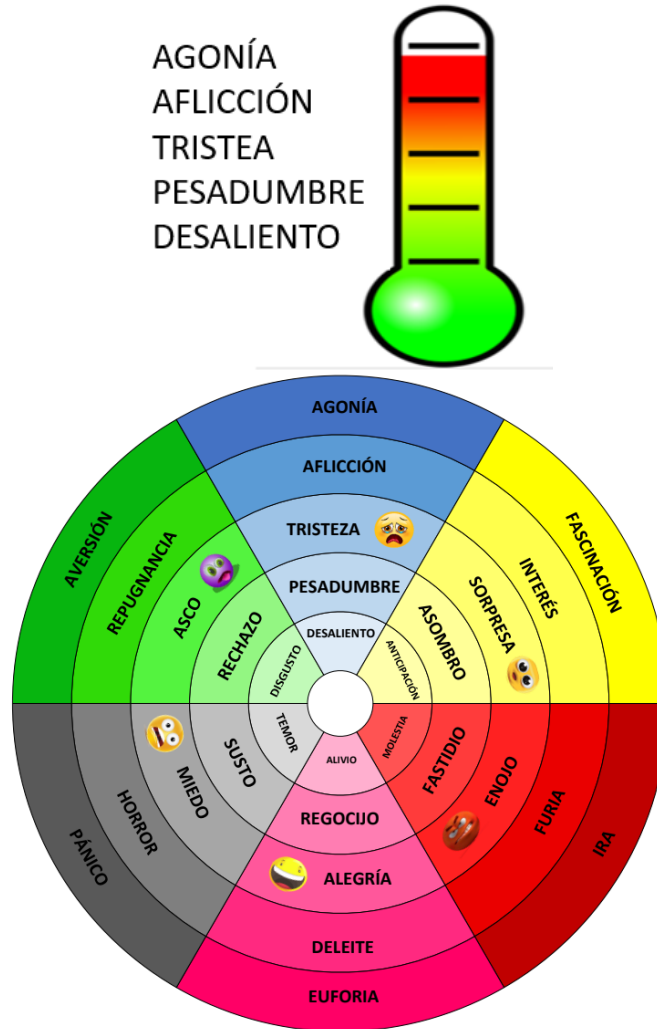 AGONÍA
AFLICCIÓN
TRISTEA
PESADUMBRE
DESALIENTO
AGONÍA
AFLICCIÓN
TRISTEZA
PESADUMBRE
DESALIENTO
FASCINACIÓN
INTERÉS
SORPRESA
ASOMBRO
ANTICIPACIÓN
IRA
FURIA
ENOJO
FASTIDIO
MOLESTIA
ALIVIO
REGOCIJO
ALEGRÍA
DELEITE
EUFORIA
PÁNICO
HORROR
MIEDO
SUSTO
TEMOR
AVERSIÓN
REPUGNANCIA
ASCO
RECHAZO
DISGUSTO